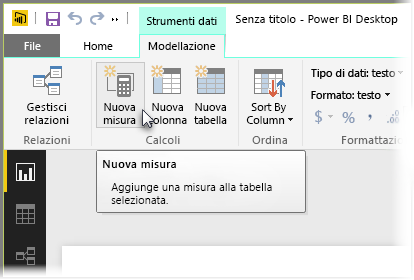 Strumenti dati
Senza titolo - Power BI Desktop
File
Home
Modellazione
Gestisci
relazioni
Relazioni
Nuova
misura
Nuova
colonna
Nuova
tabella
Calcoli
Sort By
Column
Ordina
Tipo di dati: testo
Formato: testo
$ % ,
Formattazi
Nuova misura
Aggiunge una misura alla tabella
selezionata.